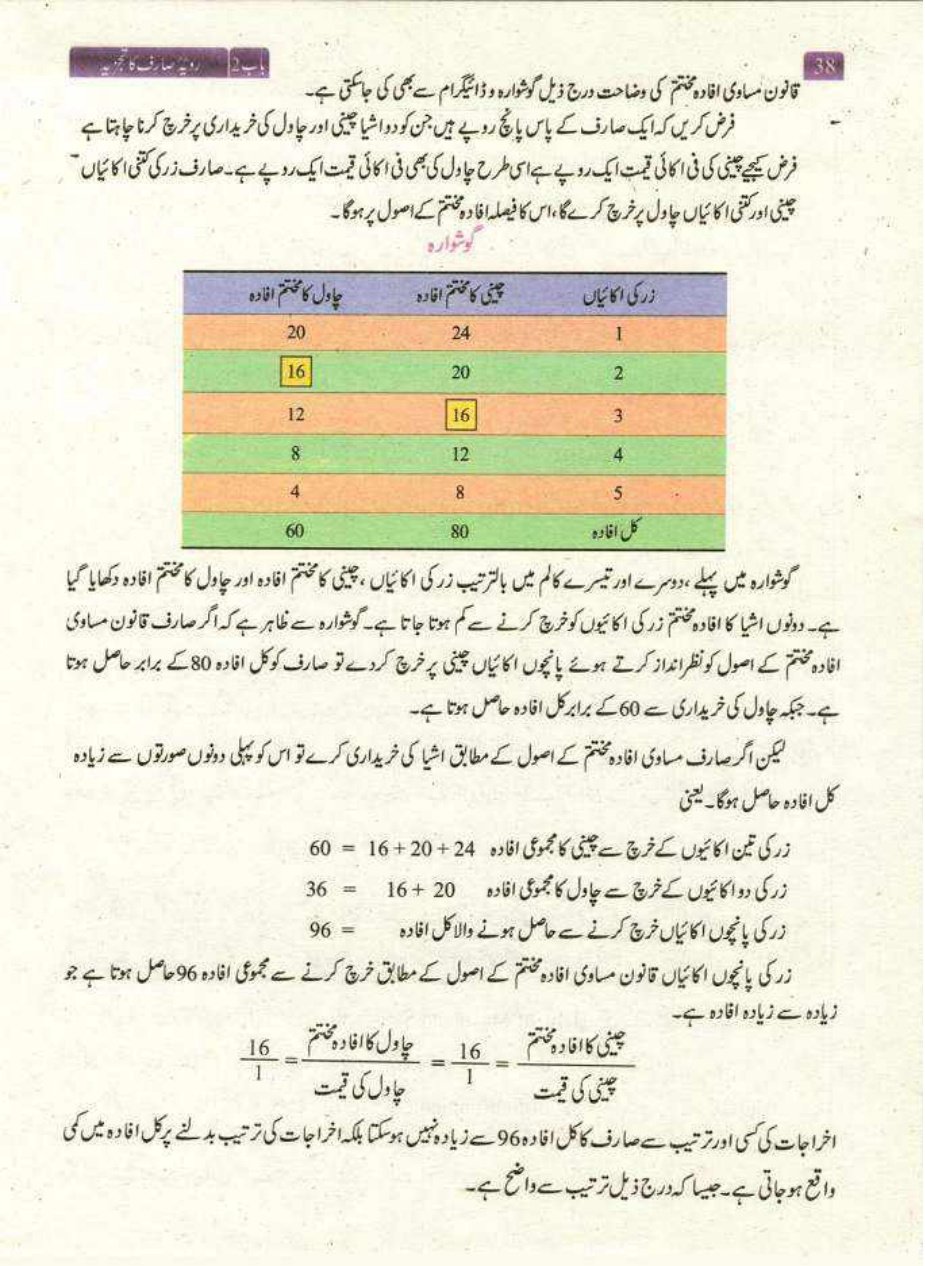 38
باب 2 رویۂ صارف کا تجزیہ
قانون مساوی افادہ مختتم کی وضاحت درج ذیل گوشوارہ و ڈائیگرام سے بھی کی جاسکتی ہے۔
فرض کریں کہ ایک صارف کے پاس پانچ روپے ہیں جن کو دو اشیا چینی اور چاول کی خریداری پر خرچ کرنا چاہتا ہے
فرض کیجیے چینی کی فی اکائی قیمت ایک روپے ہے اسی طرح چاول کی بھی فی اکائی قیمت ایک روپے ہے۔ صارف زر کی کتنی اکائیاں
چینی اور کتنی اکائیاں چاول پر خرچ کرے گا، اس کا فیصلہ افادہ مختتم کے اصول پر ہوگا۔
گوشوارہ
زر کی اکائیاں چینی کا مختتم افادہ چاول کا مختتم افادہ
1 24 20
2 20 16
3 16 12
4 12 8
5 8 4
کل افادہ 80 60
گوشوارہ میں پہلے، دوسرے اور تیسرے کالم میں بالترتیب زر کی اکائیاں، چینی کا مختتم افادہ اور چاول کا مختتم افادہ دکھایا گیا
ہے۔ دونوں اشیا کا افادہ مختتم زر کی اکائیوں کو خرچ کرنے سے کم ہوتا جاتا ہے۔ گوشوارہ سے ظاہر ہے کہ اگر صارف قانون مساوی
افادہ مختتم کے اصول کو نظر انداز کرتے ہوئے پانچوں اکائیاں چینی پر خرچ کردے تو صارف کو کل افادہ 80 کے برابر حاصل ہوتا
ہے۔ جبکہ چاول کی خریداری سے 60 کے برابر کل افادہ حاصل ہوتا ہے۔
لیکن اگر صارف مساوی افادہ مختتم کے اصول کے مطابق اشیا کی خریداری کرے تو اس کو پہلی دونوں صورتوں سے زیادہ
کل افادہ حاصل ہوگا۔ یعنی
زر کی تین اکائیوں کے خرچ سے چینی کا مجموعی افادہ 24 + 20 + 16 = 60
زر کی دو اکائیوں کے خرچ سے چاول کا مجموعی افادہ 20 + 16 = 36
زر کی پانچوں اکائیاں خرچ کرنے سے حاصل ہونے والا کل افادہ = 96
زر کی پانچوں اکائیاں قانون مساوی افادہ مختتم کے اصول کے مطابق خرچ کرنے سے مجموعی افادہ 96 حاصل ہوتا ہے جو
زیادہ سے زیادہ افادہ ہے۔
چینی کا افادہ مختتم = 16 = چاول کا افادہ مختتم = 16
چینی کی قیمت 1 چاول کی قیمت 1
اخراجات کی کسی اور ترتیب سے صارف کا کل افادہ 96 سے زیادہ نہیں ہوسکتا بلکہ اخراجات کی ترتیب بدلنے پر کل افادہ میں کمی
واقع ہوجاتی ہے۔ جیسا کہ درج ذیل ترتیب سے واضح ہے۔